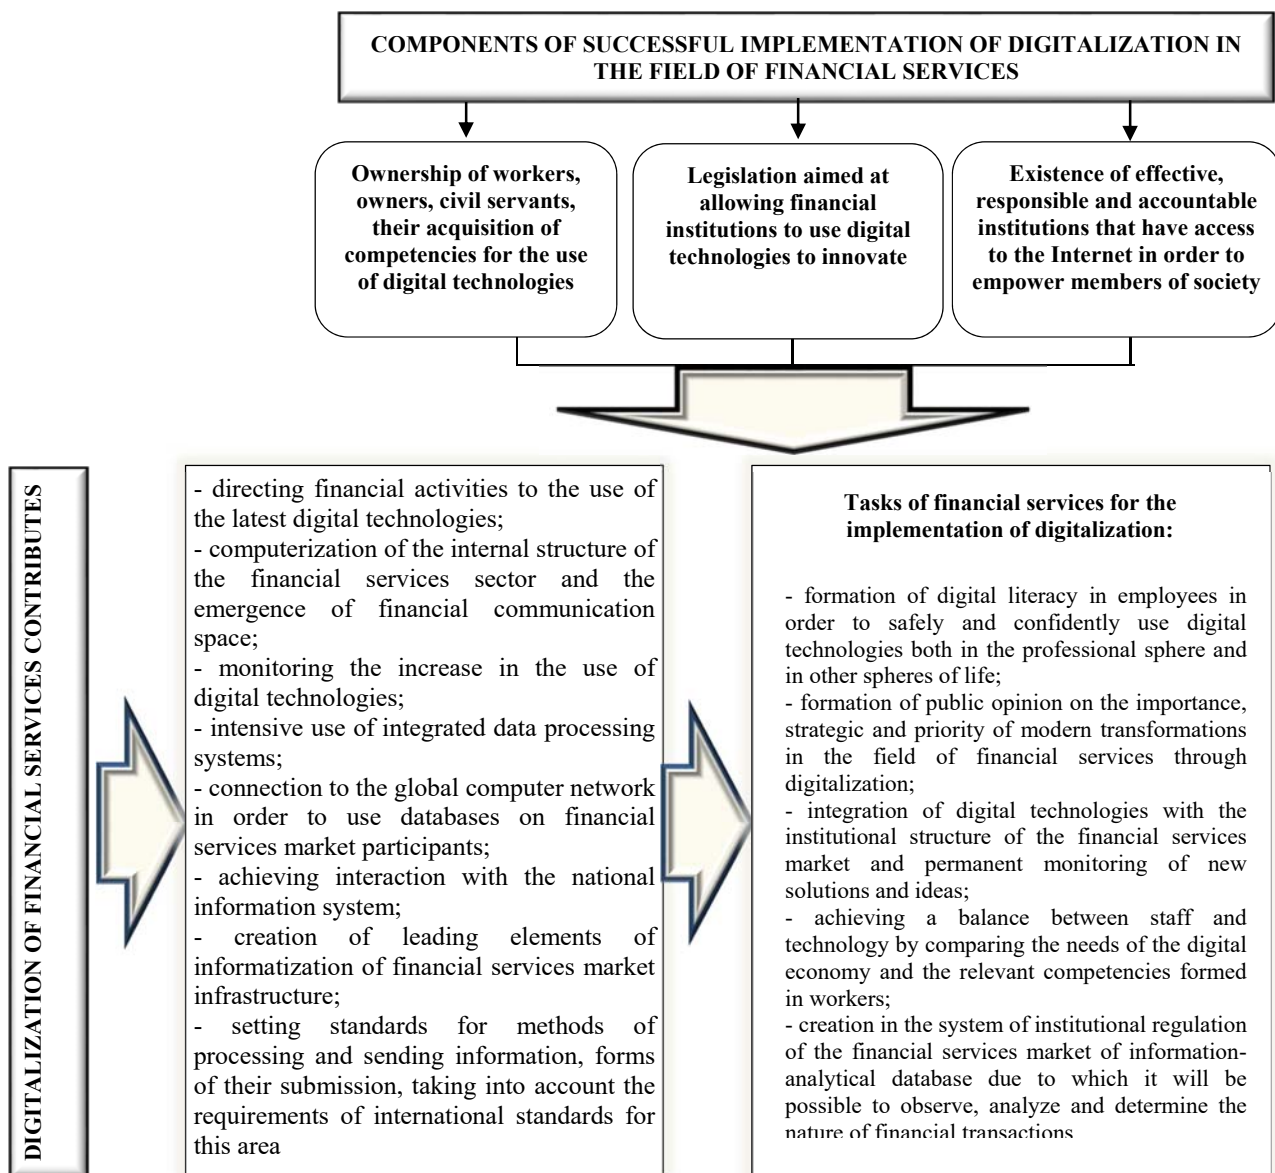 COMPONENTS OF SUCCESSFUL IMPLEMENTATION OF DIGITALIZATION IN
THE FIELD OF FINANCIAL SERVICES
Ownership of workers,
owners, civil servants,
their acquisition of
competencies for the use
of digital technologies
Legislation aimed at
allowing financial
institutions to use digital
technologies to innovate
Existence of effective,
responsible and accountable
institutions that have access
to the Internet in order to
empower members of society
DIGITALIZATION OF FINANCIAL SERVICES CONTRIBUTES
- directing financial activities to the use of
the latest digital technologies;
- computerization of the internal structure of
the financial services sector and the
emergence of financial communication
space;
- monitoring the increase in the use of
digital technologies;
- intensive use of integrated data processing
systems;
- connection to the global computer network
in order to use databases on financial
services market participants;
- achieving interaction with the national
information system;
- creation of leading elements of
informatization of financial services market
infrastructure;
- setting standards for methods of
processing and sending information, forms
of their submission, taking into account the
requirements of international standards for
this area
Tasks of financial services for the
implementation of digitalization:
- formation of digital literacy in employees in
order to safely and confidently use digital
technologies both in the professional sphere and
in other spheres of life;
- formation of public opinion on the importance,
strategic and priority of modern transformations
in the field of financial services through
digitalization;
- integration of digital technologies with the
institutional structure of the financial services
market and permanent monitoring of new
solutions and ideas;
- achieving a balance between staff and
technology by comparing the needs of the digital
economy and the relevant competencies formed
in workers;
- creation in the system of institutional regulation
of the financial services market of information-
analytical database due to which it will be
possible to observe, analyze and determine the
nature of financial transactions